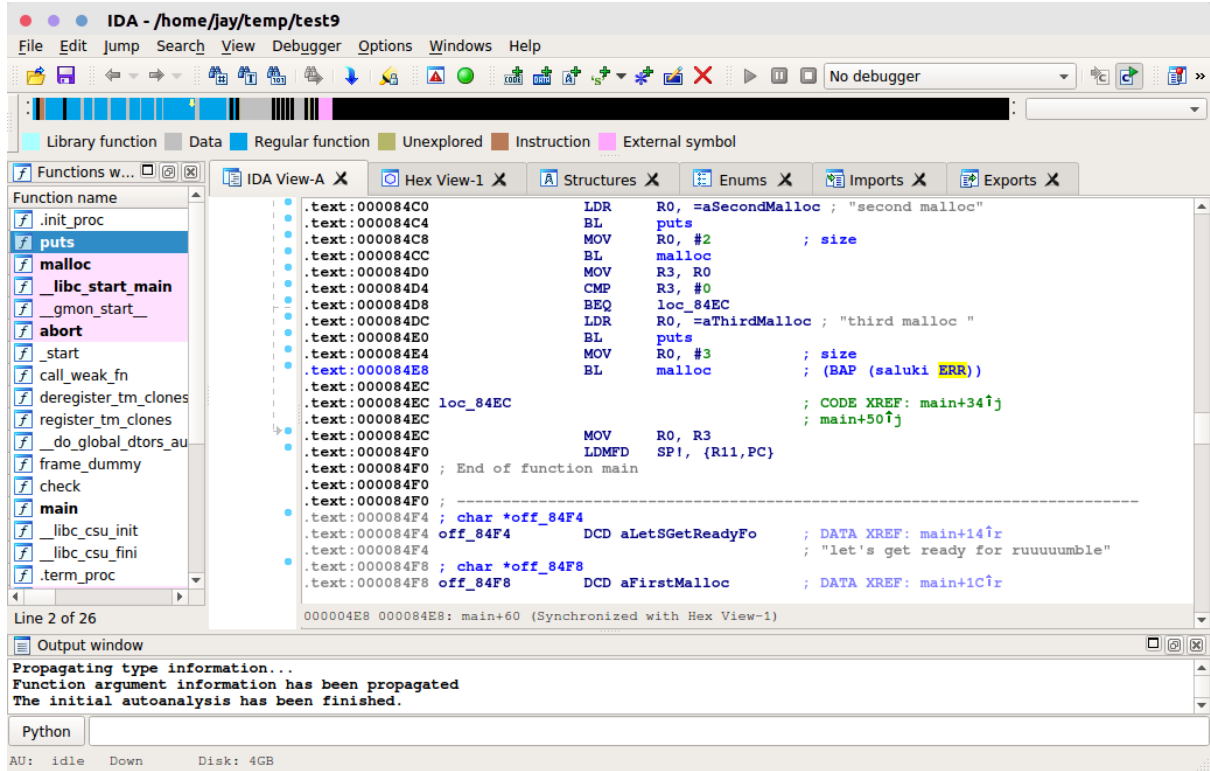 IDA - /home/jay/temp/test9
File Edit Jump Search View Debugger Options Windows Help
No debugger
Library function Data Regular function Unexplored Instruction External symbol
Functions w...
IDA View-A Hex View-1 Structures Enums Imports Exports
Function name
.init_proc
puts
malloc
__libc_start_main
__gmon_start__
abort
_start
call_weak_fn
deregister_tm_clones
register_tm_clones
__do_global_dtors_au
frame_dummy
check
main
__libc_csu_init
__libc_csu_fini
.term_proc
Line 2 of 26
.text:000084C0 LDR R0, =aSecondMalloc ; "second malloc"
.text:000084C4 BL puts
.text:000084C8 MOV R0, #2 ; size
.text:000084CC BL malloc
.text:000084D0 MOV R3, R0
.text:000084D4 CMP R3, #0
.text:000084D8 BEQ loc_84EC
.text:000084DC LDR R0, =aThirdMalloc ; "third malloc "
.text:000084E0 BL puts
.text:000084E4 MOV R0, #3 ; size
.text:000084E8 BL malloc ; (BAP (saluki ERR))
.text:000084EC
.text:000084EC loc_84EC ; CODE XREF: main+34↑j
.text:000084EC ; main+50↑j
.text:000084EC MOV R0, R3
.text:000084F0 LDMFD SP!, {R11,PC}
.text:000084F0 ; End of function main
.text:000084F0
.text:000084F0 ; ---------------------------------------------------------------------------
.text:000084F4 ; char *off_84F4
.text:000084F4 off_84F4 DCD aLetSGetReadyFo ; DATA XREF: main+14↑r
.text:000084F4 ; "let's get ready for ruuuuumble"
.text:000084F8 ; char *off_84F8
.text:000084F8 off_84F8 DCD aFirstMalloc ; DATA XREF: main+1C↑r
000004E8 000084E8: main+60 (Synchronized with Hex View-1)
Output window
Propagating type information...
Function argument information has been propagated
The initial autoanalysis has been finished.
Python
AU: idle Down Disk: 4GB